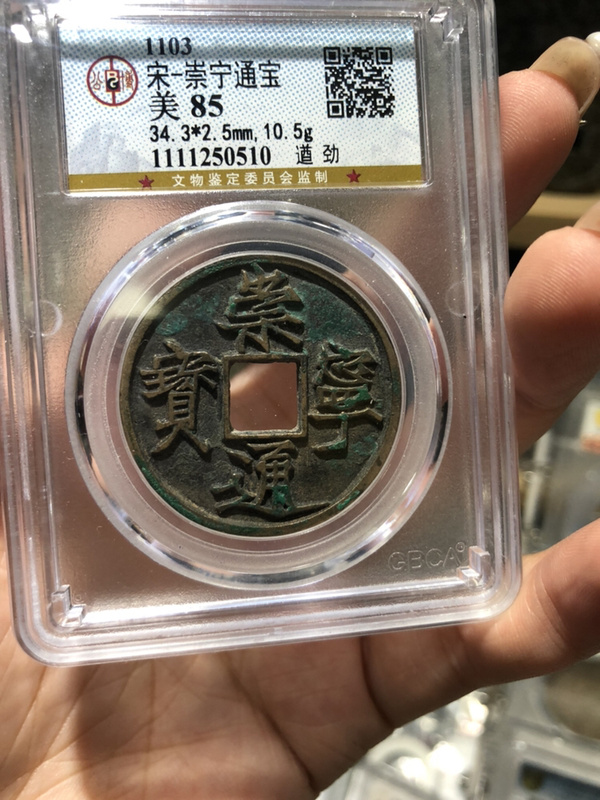 1103
宋-崇宁通宝
美 85
34.3*2.5mm,10.5g
1111250510 遒劲
文物鉴定委员会监制
崇寧通寶
GBCA